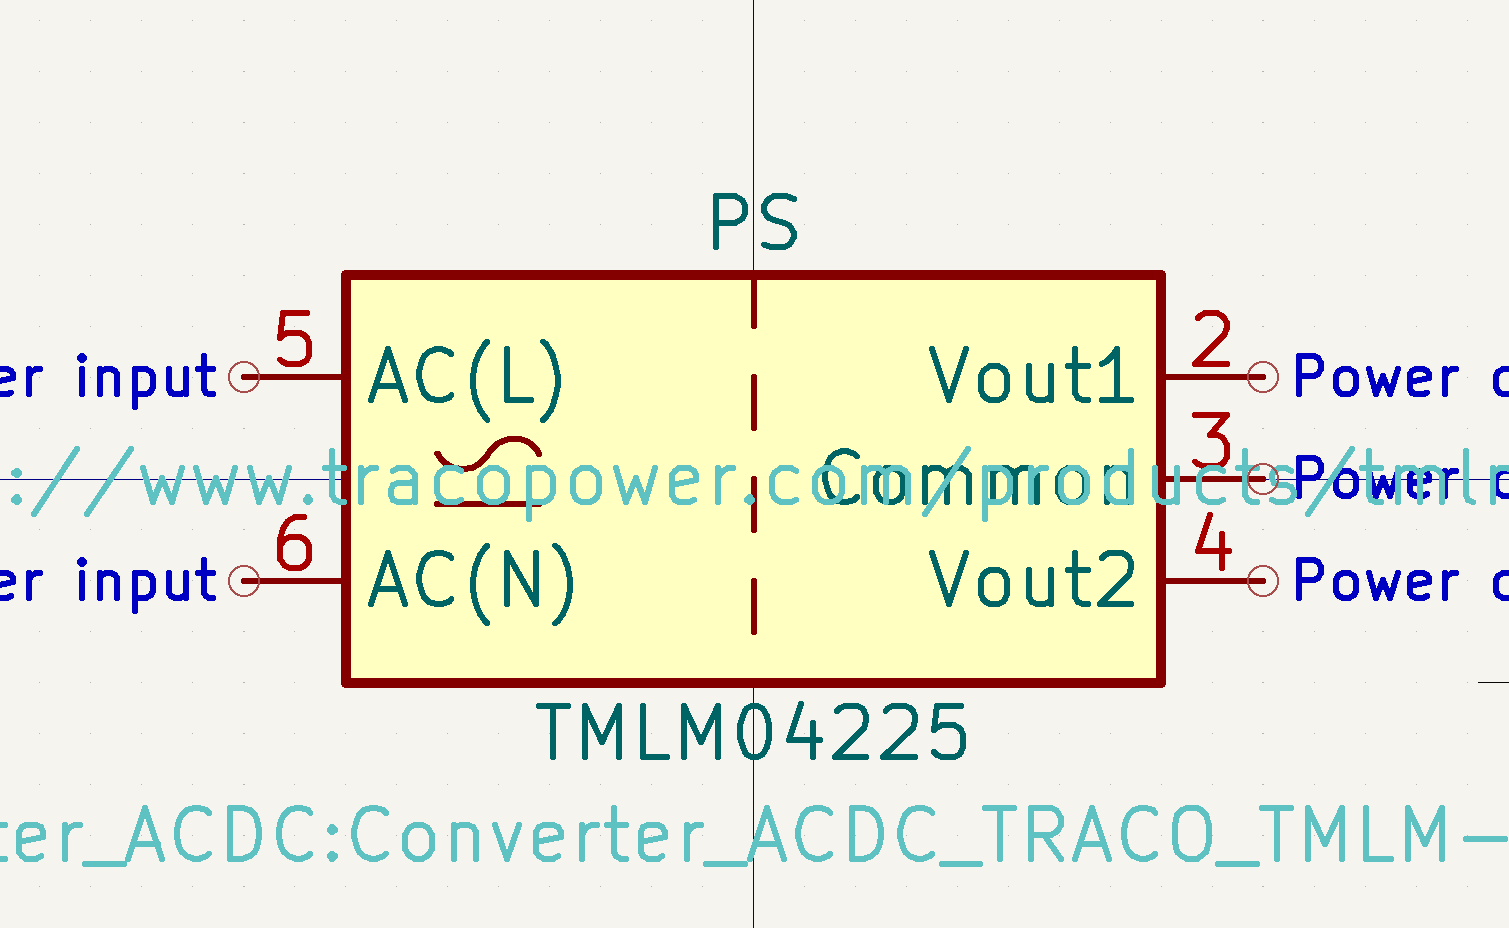 PS
5 2
er input AC(L) Vout1 Power
3
://www.tracopower.com/products/tmlm Common Power
6 4
er input AC(N) Vout2 Power
TMLM04225
ter_ACDC:Converter_ACDC_TRACO_TMLM-